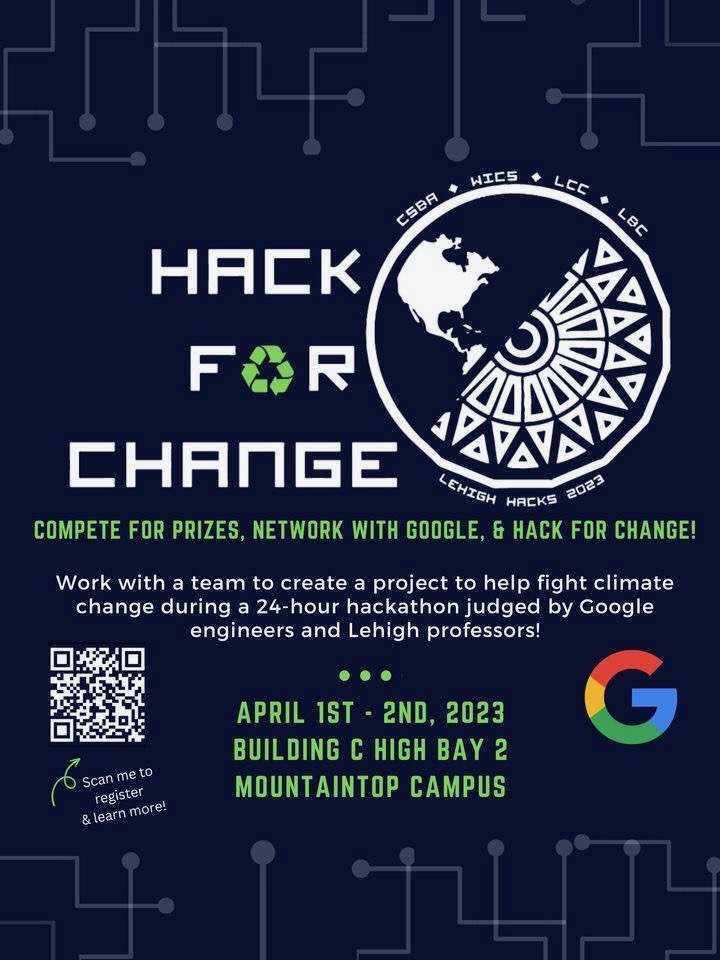 CSBA ◆ WICS ◆ LCC ◆ LBC
HACK
F♻R
CHANGE
LEHIGH HACKS 2023
COMPETE FOR PRIZES, NETWORK WITH GOOGLE, & HACK FOR CHANGE!
Work with a team to create a project to help fight climate
change during a 24-hour hackathon judged by Google
engineers and Lehigh professors!
APRIL 1ST - 2ND, 2023
BUILDING C HIGH BAY 2
MOUNTAINTOP CAMPUS
Scan me to
register
& learn more!
G